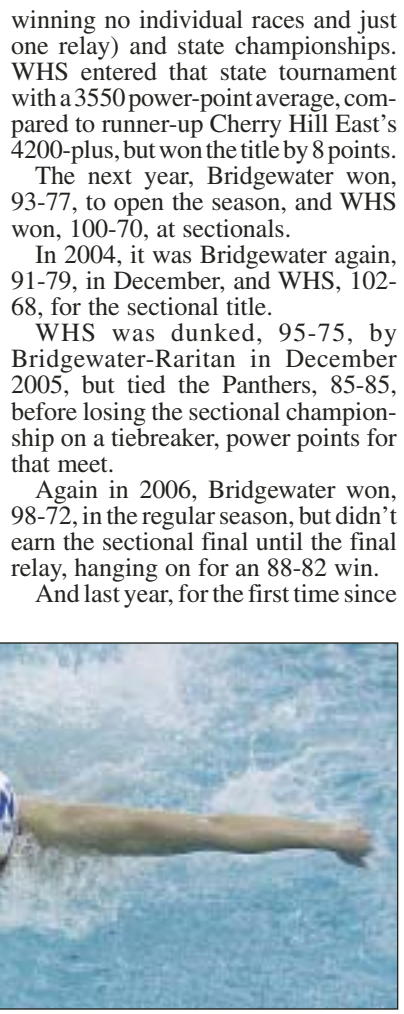 winning no individual races and just
one relay) and state championships.
WHS entered that state tournament
with a 3550 power-point average, com-
pared to runner-up Cherry Hill East's
4200-plus, but won the title by 8 points.
The next year, Bridgewater won,
93-77, to open the season, and WHS
won, 100-70, at sectionals.
In 2004, it was Bridgewater again,
91-79, in December, and WHS, 102-
68, for the sectional title.
WHS was dunked, 95-75, by
Bridgewater-Raritan in December
2005, but tied the Panthers, 85-85,
before losing the sectional champion-
ship on a tiebreaker, power points for
that meet.
Again in 2006, Bridgewater won,
98-72, in the regular season, but didn't
earn the sectional final until the final
relay, hanging on for an 88-82 win.
And last year, for the first time since